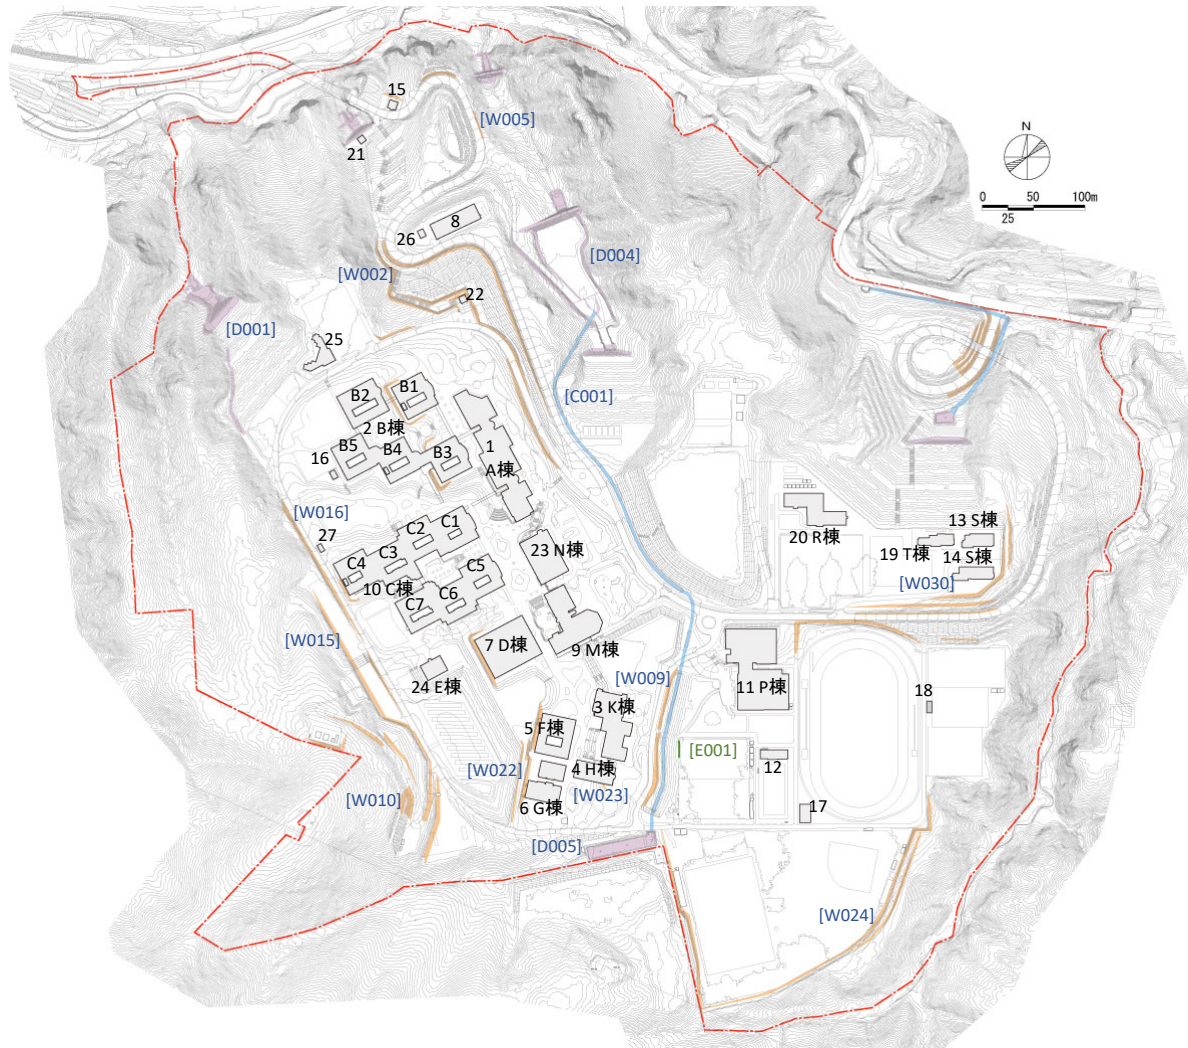 15
[W005]
21
N
0 50 100m
25
8
26
[D004]
[W002]
22
[D001]
25
B1
B2
[C001]
2 B棟
1
B5
B4
B3
A棟
16
[W016]
C2
C1
27
C3
C4
10 C棟
C5
C6
C7
23 N棟
20 R棟
13 S棟
19 T棟
14 S棟
[W030]
[W015]
7 D棟
9 M棟
24 E棟
[W009]
11 P棟
3 K棟
18
5 F棟
[E001]
12
[W022]
4 H棟
[W010]
[W023]
6 G棟
17
[D005]
[W024]